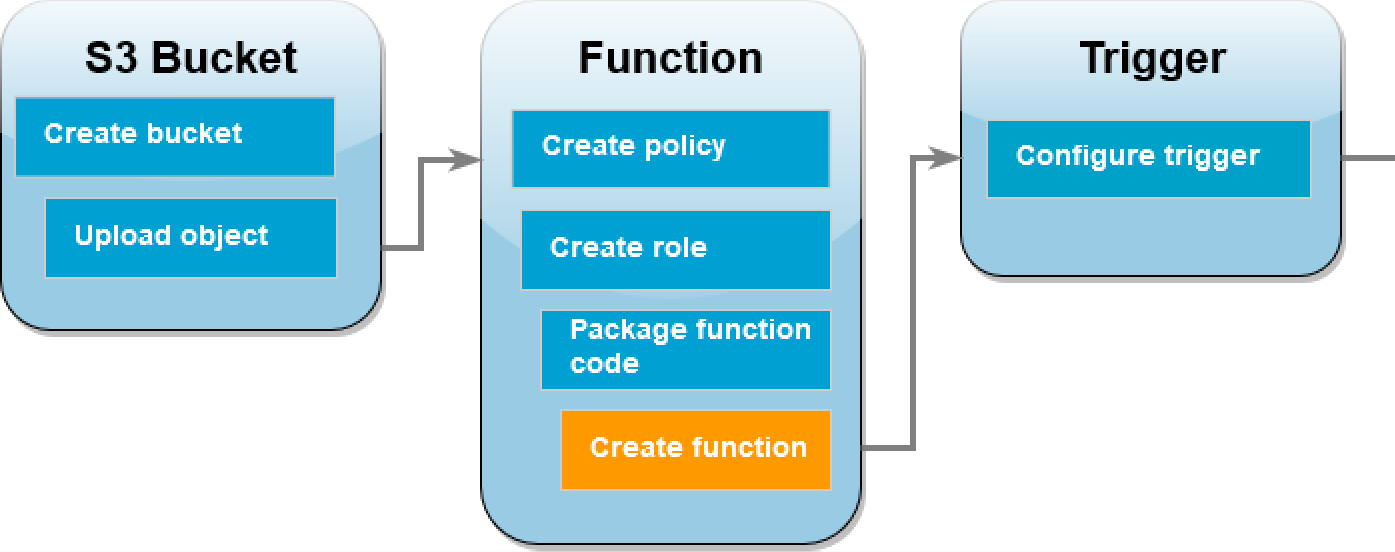 S3 Bucket
Create bucket
Upload object
Function
Create policy
Create role
Package function
code
Create function
Trigger
Configure trigger